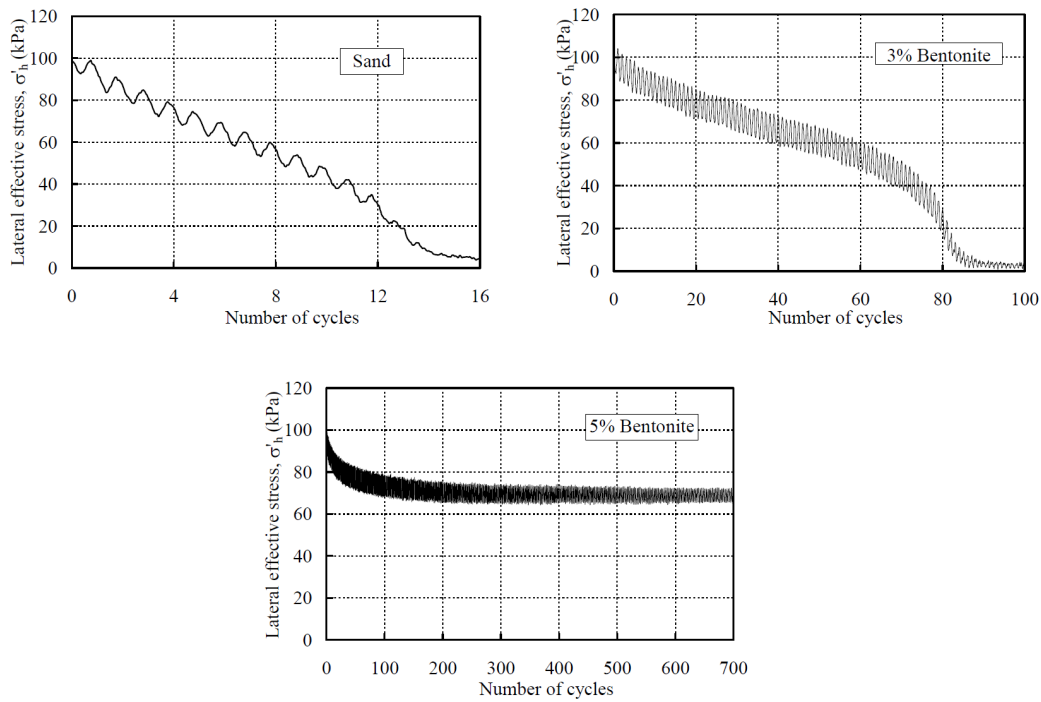 120
100
80
60
40
20
0
Lateral effective stress, σ'h (kPa)
Sand
0 4 8 12 16
Number of cycles
120
100
80
60
40
20
0
Lateral effective stress, σ'h (kPa)
3% Bentonite
0 20 40 60 80 100
Number of cycles
120
100
80
60
40
20
0
Lateral effective stress, σ'h (kPa)
5% Bentonite
0 100 200 300 400 500 600 700
Number of cycles